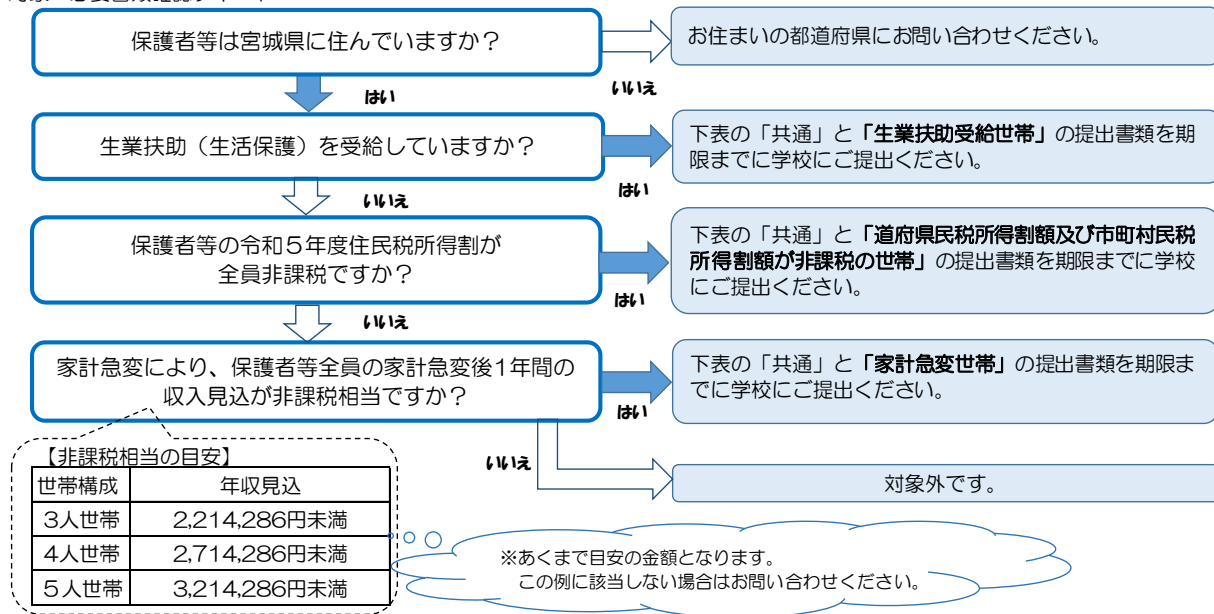 保護者等は宮城県に住んでいますか？
お住まいの都道府県にお問い合わせください。
はい
いいえ
生業扶助（生活保護）を受給していますか？
下表の「共通」と「生業扶助受給世帯」の提出書類を期
限までに学校にご提出ください。
いいえ
はい
保護者等の令和５年度住民税所得割が
全員非課税ですか？
下表の「共通」と「道府県民税所得割額及び市町村民税
所得割額が非課税の世帯」の提出書類を期限までに学校
にご提出ください。
はい
いいえ
家計急変により、保護者等全員の家計急変後1年間の
収入見込が非課税相当ですか？
下表の「共通」と「家計急変世帯」の提出書類を期限ま
でに学校にご提出ください。
はい
いいえ
対象外です。
【非課税相当の目安】
世帯構成 年収見込
３人世帯 2,214,286円未満
４人世帯 2,714,286円未満
５人世帯 3,214,286円未満
※あくまで目安の金額となります。
この例に該当しない場合はお問い合わせください。